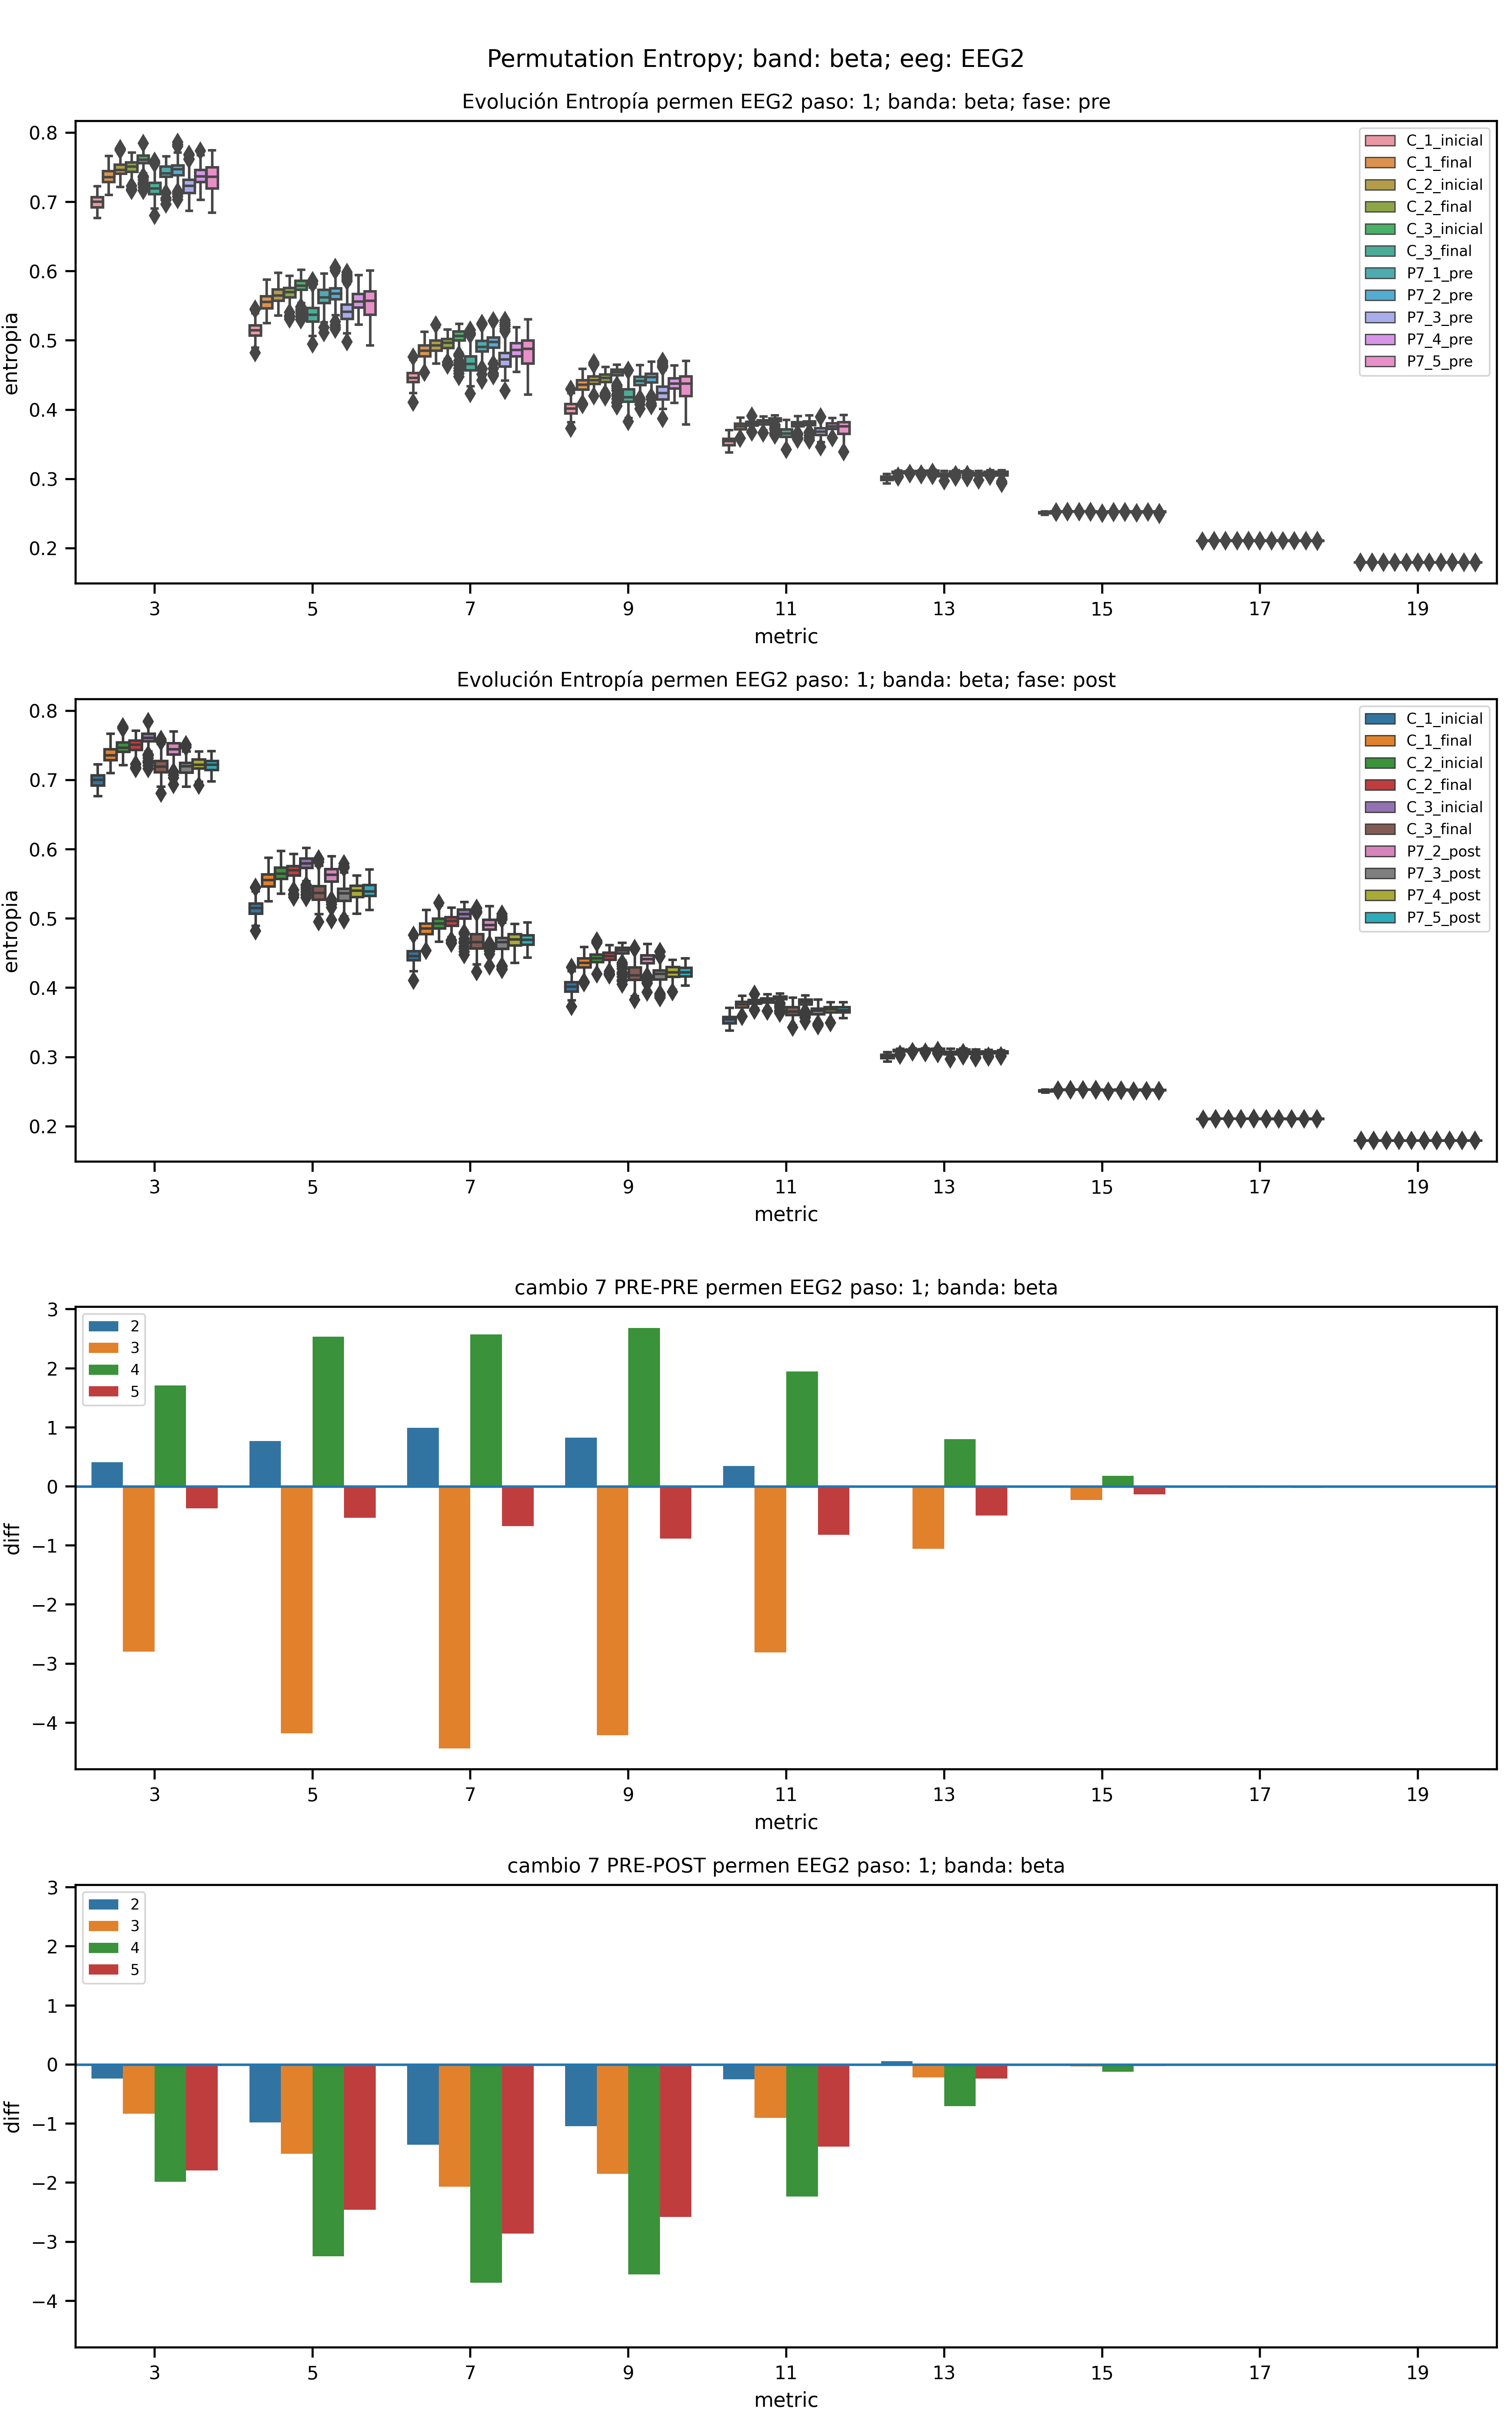 Permutation Entropy; band: beta; eeg: EEG2
Evolución Entropía permen EEG2 paso: 1; banda: beta; fase: pre
entropia
0.8
0.7
0.6
0.5
0.4
0.3
0.2
C_1_inicial
C_1_final
C_2_inicial
C_2_final
C_3_inicial
C_3_final
P7_1_pre
P7_2_pre
P7_3_pre
P7_4_pre
P7_5_pre
3 5 7 9 11 13 15 17 19
metric
Evolución Entropía permen EEG2 paso: 1; banda: beta; fase: post
entropia
0.8
0.7
0.6
0.5
0.4
0.3
0.2
C_1_inicial
C_1_final
C_2_inicial
C_2_final
C_3_inicial
C_3_final
P7_2_post
P7_3_post
P7_4_post
P7_5_post
3 5 7 9 11 13 15 17 19
metric
cambio 7 PRE-PRE permen EEG2 paso: 1; banda: beta
diff
3
2
1
0
−1
−2
−3
−4
2
3
4
5
3 5 7 9 11 13 15 17 19
metric
cambio 7 PRE-POST permen EEG2 paso: 1; banda: beta
diff
3
2
1
0
−1
−2
−3
−4
2
3
4
5
3 5 7 9 11 13 15 17 19
metric